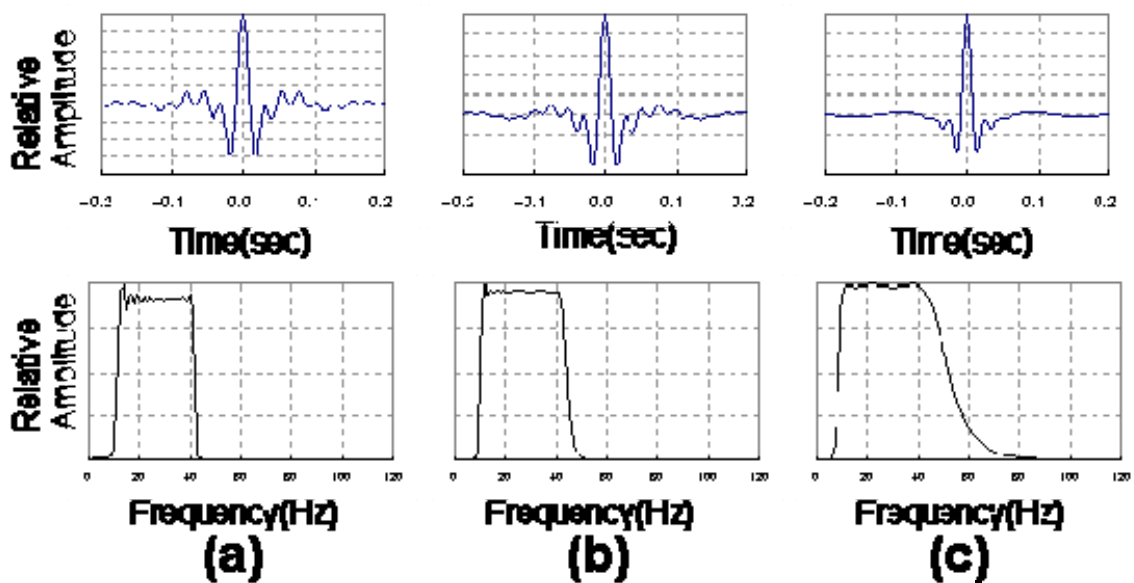 Relative
Amplitude
−0.2 −0.1 0.0 0.1 0.2
−0.2 −0.1 0.0 0.1 0.2
−0.2 −0.1 0.0 0.1 0.2
Time(sec)
Time(sec)
Time(sec)
Relative
Amplitude
0 20 40 60 80 100 120
0 20 40 60 80 100 120
0 20 40 60 80 100 120
Frequency(Hz)
Frequency(Hz)
Frequency(Hz)
(a)
(b)
(c)